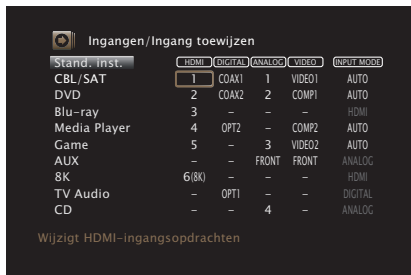 Ingangen/Ingang toewijzen
Stand. inst. HDMI DIGITAL ANALOG VIDEO INPUT MODE
CBL/SAT 1 COAX1 1 VIDEO1 AUTO
DVD 2 COAX2 2 COMP1 AUTO
Blu-ray 3 – – – HDMI
Media Player 4 OPT2 – COMP2 AUTO
Game 5 – 3 VIDEO2 AUTO
AUX – – FRONT FRONT ANALOG
8K 6(8K) – – – HDMI
TV Audio – OPT1 – – DIGITAL
CD – – 4 – ANALOG
Wijzigt HDMI-ingangsopdrachten